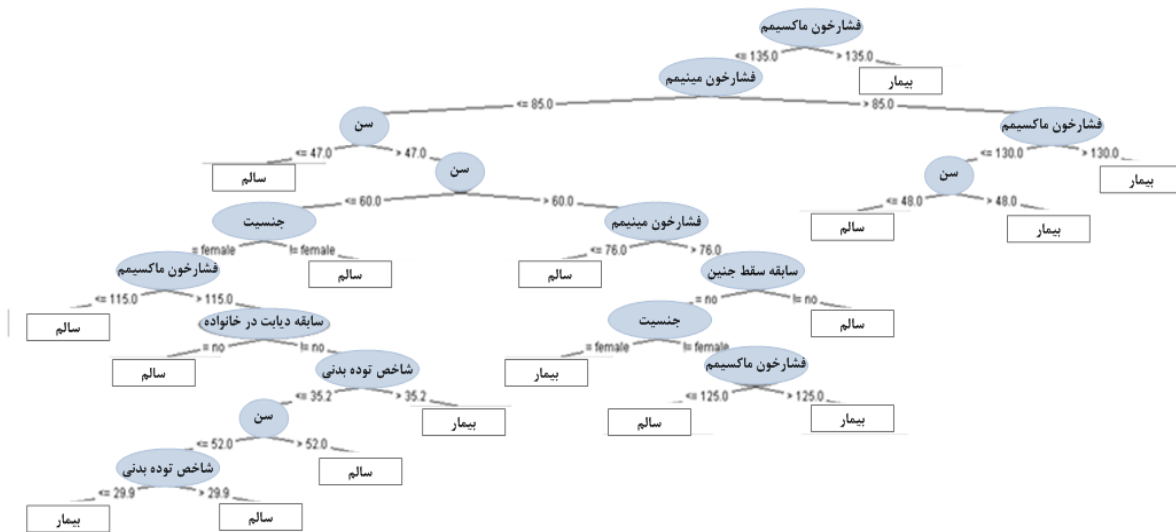 فشارخون ماکسیمم
<= 135.0 > 135.0
فشارخون مینیمم
بیمار
<= 85.0 > 85.0
سن
فشارخون ماکسیمم
<= 47.0 > 47.0
<= 130.0 > 130.0
سالم
سن
سن
بیمار
<= 60.0 > 60.0
<= 48.0 > 48.0
جنسیت
فشارخون مینیمم
سالم
بیمار
= female != female
<= 76.0 > 76.0
فشارخون ماکسیمم
سالم
سالم
سابقه سقط جنین
<= 115.0 > 115.0
= no != no
سالم
سابقه دیابت در خانواده
جنسیت
سالم
= no != no
= female != female
سالم
شاخص توده بدنی
بیمار
فشارخون ماکسیمم
<= 35.2 > 35.2
<= 125.0 > 125.0
سن
بیمار
سالم
بیمار
<= 52.0 > 52.0
شاخص توده بدنی
سالم
<= 29.9 > 29.9
بیمار
سالم